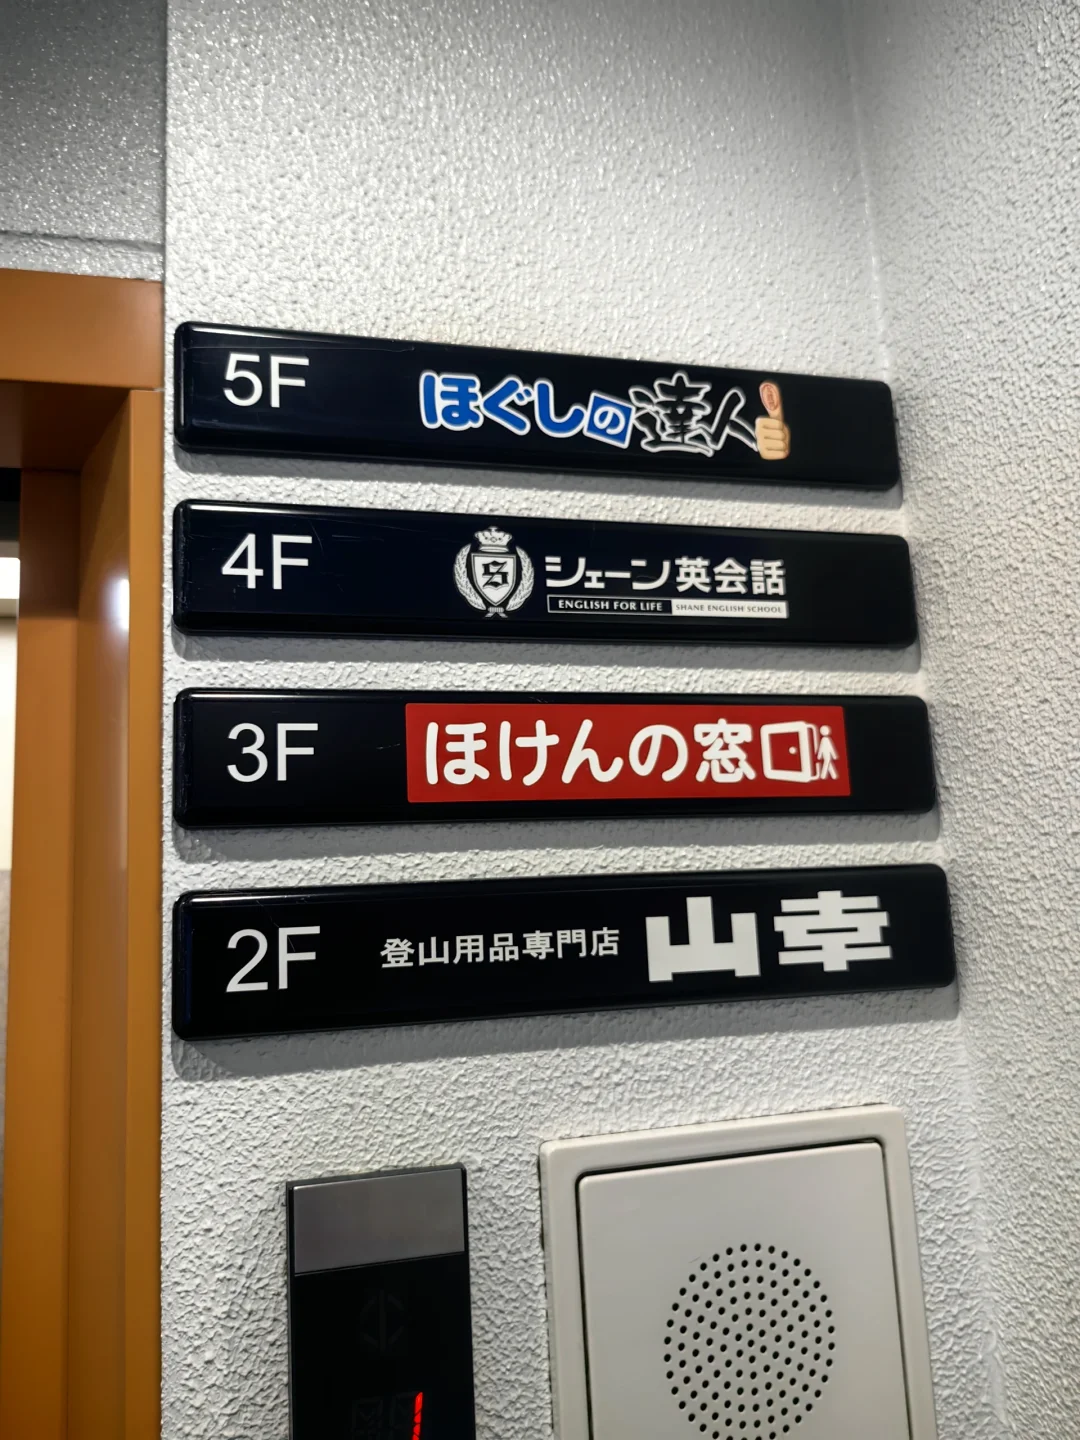 5F ほぐしの達人
4F シェーン英会話
ENGLISH FOR LIFE SHANE ENGLISH SCHOOL
3F ほけんの窓口
2F 登山用品専門店 山幸